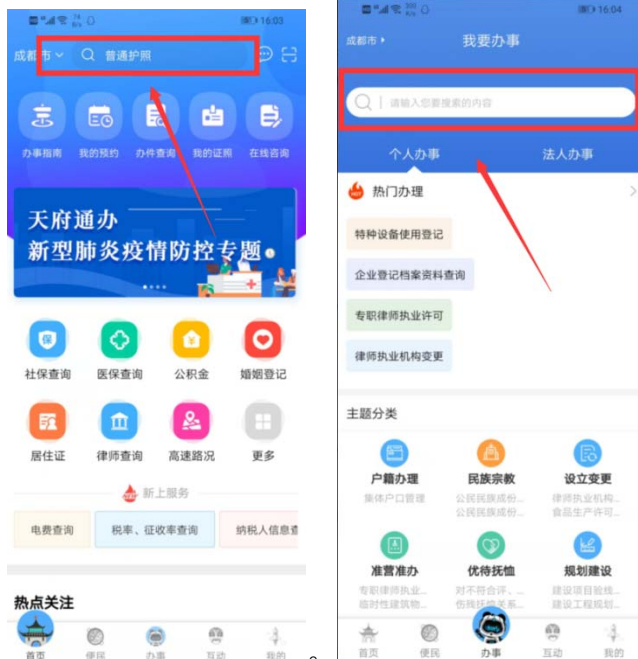 16:03
成都市
普通护照
办事指南 我的预约 办件查询 我的证照 在线咨询
天府通办
新型肺炎疫情防控专题
社保查询 医保查询 公积金 婚姻登记
居住证 律师查询 高速路况 更多
新上服务
电费查询 税率、征收率查询 纳税人信息查
热点关注
首页 便民 办事 互动 我的
16:04
成都市
我要办事
请输入您要搜索的内容
个人办事 法人办事
热门办理
特种设备使用登记
企业登记档案资料查询
专职律师执业许可
律师执业机构变更
主题分类
户籍办理 民族宗教 设立变更
集体户口管理 公民民族成份... 律师执业机构...
公民民族成份... 食品生产许可...
准营准办 优待抚恤 规划建设
专职律师执业... 对不符合评、... 建设项目验线...
临时性建筑物... 伤残抚恤关系... 建设工程规划...
首页 便民 办事 互动 我的